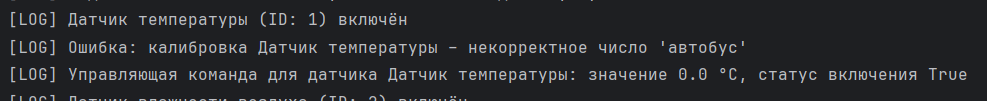 [LOG] Датчик температуры (ID: 1) включён
[LOG] Ошибка: калибровка Датчик температуры – некорректное число 'автобус'
[LOG] Управляющая команда для датчика Датчик температуры: значение 0.0 °C, статус включения True
[LOG] Датчик влажности воздуха (ID: 2) включён